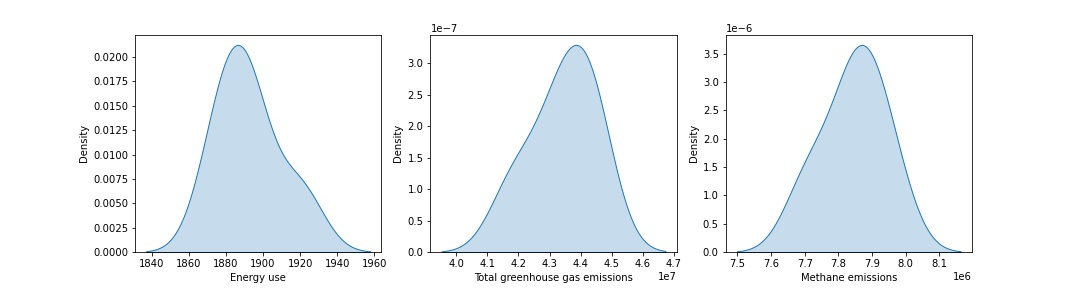 Density
0.0200
0.0175
0.0150
0.0125
0.0100
0.0075
0.0050
0.0025
0.0000
1840 1860 1880 1900 1920 1940 1960
Energy use
1e−7
Density
3.0
2.5
2.0
1.5
1.0
0.5
0.0
4.0 4.1 4.2 4.3 4.4 4.5 4.6 4.7
Total greenhouse gas emissions 1e7
1e−6
Density
3.5
3.0
2.5
2.0
1.5
1.0
0.5
0.0
7.5 7.6 7.7 7.8 7.9 8.0 8.1
Methane emissions 1e6